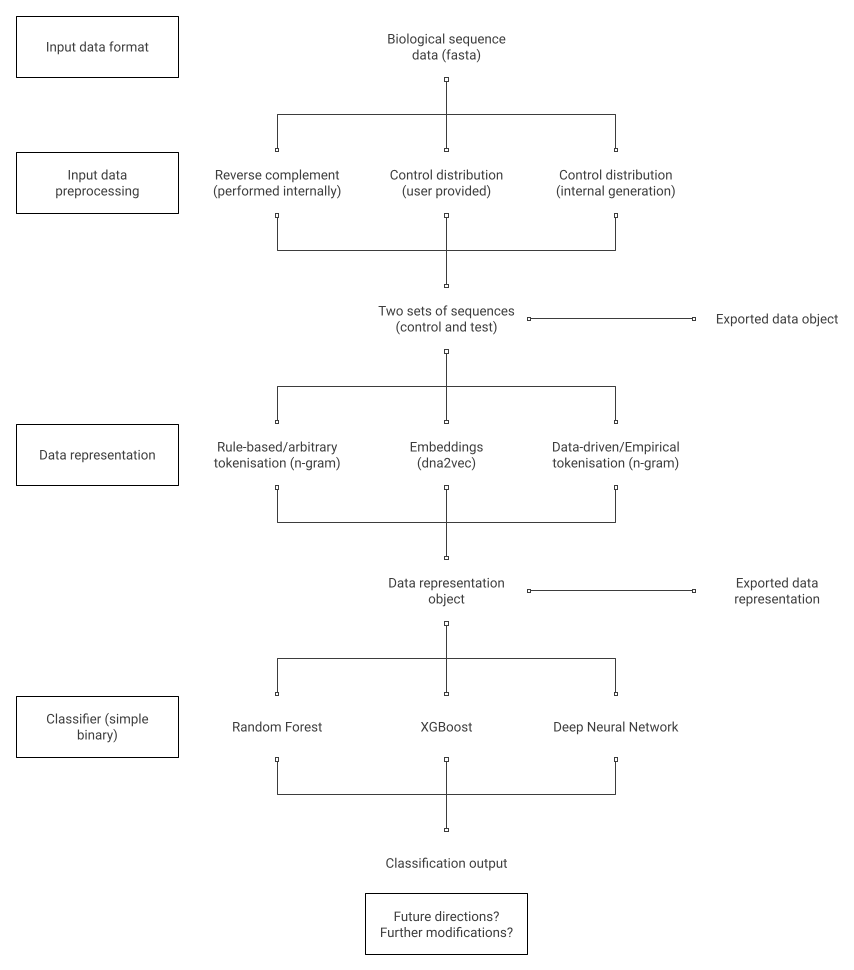 Input data format
Biological sequence
data (fasta)
Input data
preprocessing
Reverse complement
(performed internally)
Control distribution
(user provided)
Control distribution
(internal generation)
Two sets of sequences
(control and test)
Exported data object
Data representation
Rule-based/arbitrary
tokenisation (n-gram)
Embeddings
(dna2vec)
Data-driven/Empirical
tokenisation (n-gram)
Data representation
object
Exported data
representation
Classifier (simple
binary)
Random Forest
XGBoost
Deep Neural Network
Classification output
Future directions?
Further modifications?